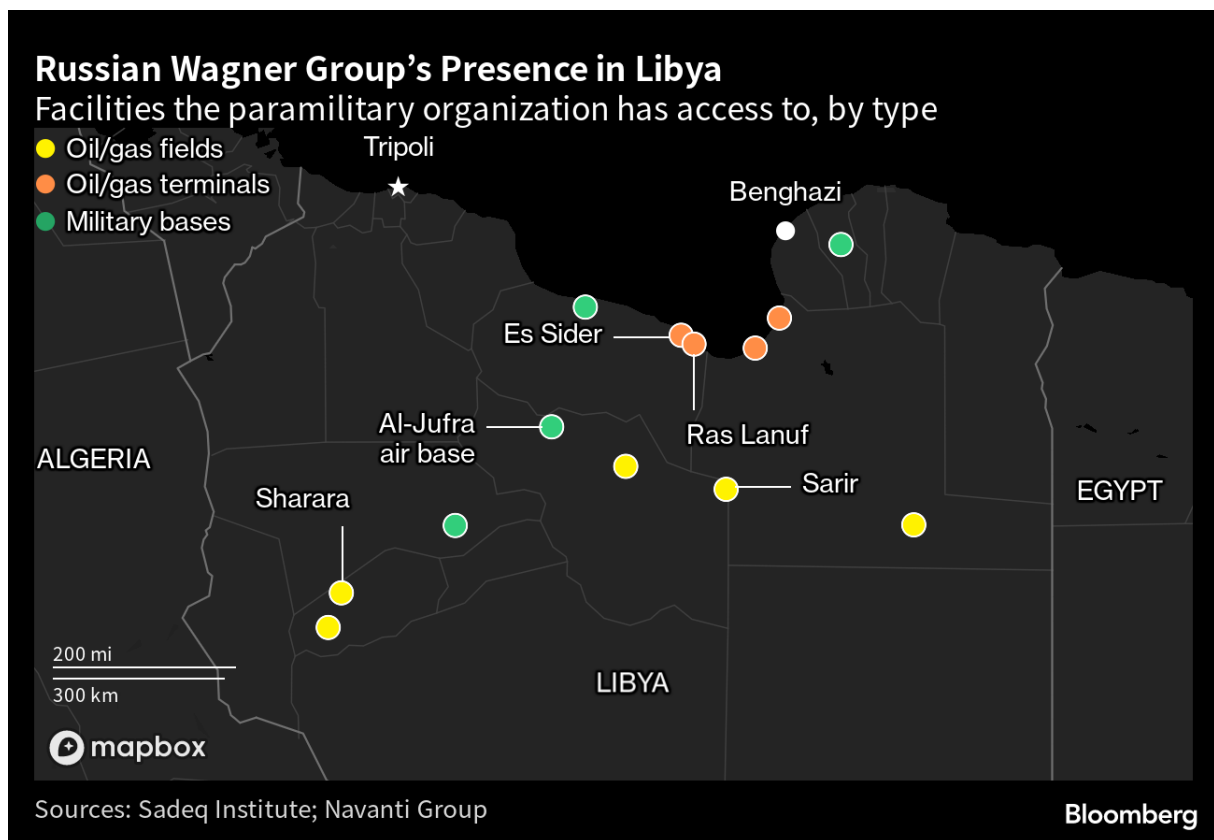 Russian Wagner Group’s Presence in Libya
Facilities the paramilitary organization has access to, by type
Oil/gas fields
Oil/gas terminals
Military bases
Tripoli
Benghazi
Es Sider
Al-Jufra
air base
Ras Lanuf
ALGERIA
Sharara
Sarir
EGYPT
200 mi
300 km
LIBYA
mapbox
Sources: Sadeq Institute; Navanti Group
Bloomberg